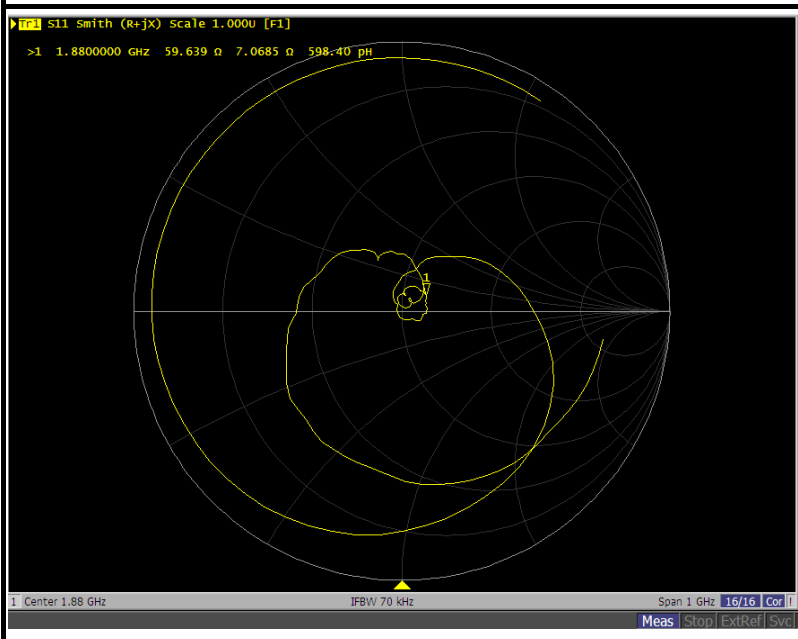 Tr1 S11 Smith (R+jX) Scale 1.000U [F1]
>1 1.8800000 GHz 59.639 Ω 7.0685 Ω 598.40 pH
1
1 Center 1.88 GHz IFBW 70 kHz Span 1 GHz 16/16 Cor !
Meas Stop ExtRef Svc